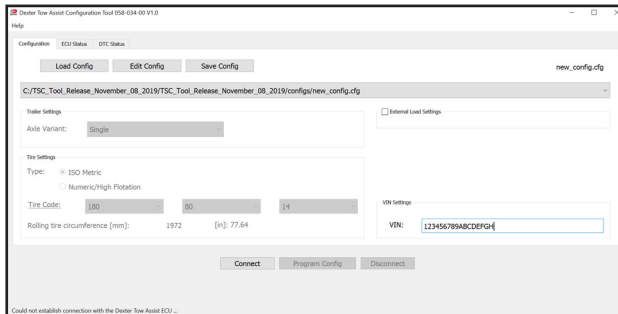 Dexter Tow Assist Configuration Tool 058-034-00 V1.0
Help
Configuration ECU Status DTC Status
Load Config Edit Config Save Config new_config.cfg
C:/TSC_Tool_Release_November_08_2019/TSC_Tool_Release_November_08_2019/configs/new_config.cfg
Trailer Settings
Axle Variant: Single
External Load Settings
Tire Settings
Type: ISO Metric
Numeric/High Flotation
Tire Code: 180 80 14
Rolling tire circumference [mm]: 1972 [in]: 77.64
VIN Settings
VIN: 123456789ABCDEFGH
Connect Program Config Disconnect
Could not establish connection with the Dexter Tow Assist ECU ...